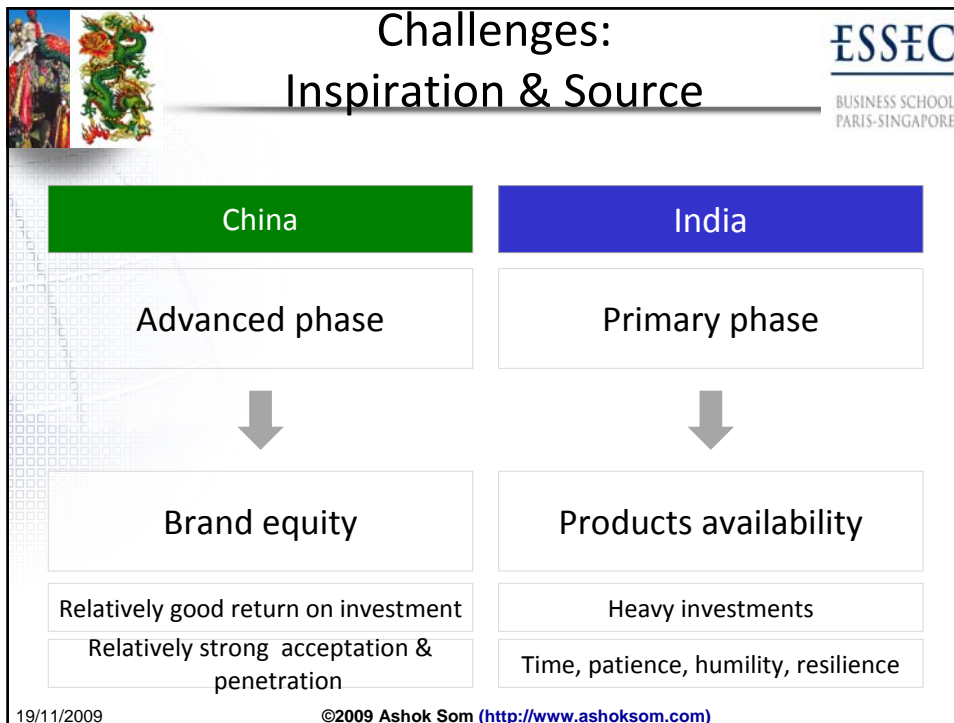 Challenges:
Inspiration & Source
ESSEC
BUSINESS SCHOOL
PARIS-SINGAPORE
China
India
Advanced phase
Primary phase
Brand equity
Products availability
Relatively good return on investment
Heavy investments
Relatively strong acceptation &
penetration
Time, patience, humility, resilience
19/11/2009
©2009 Ashok Som (http://www.ashoksom.com)